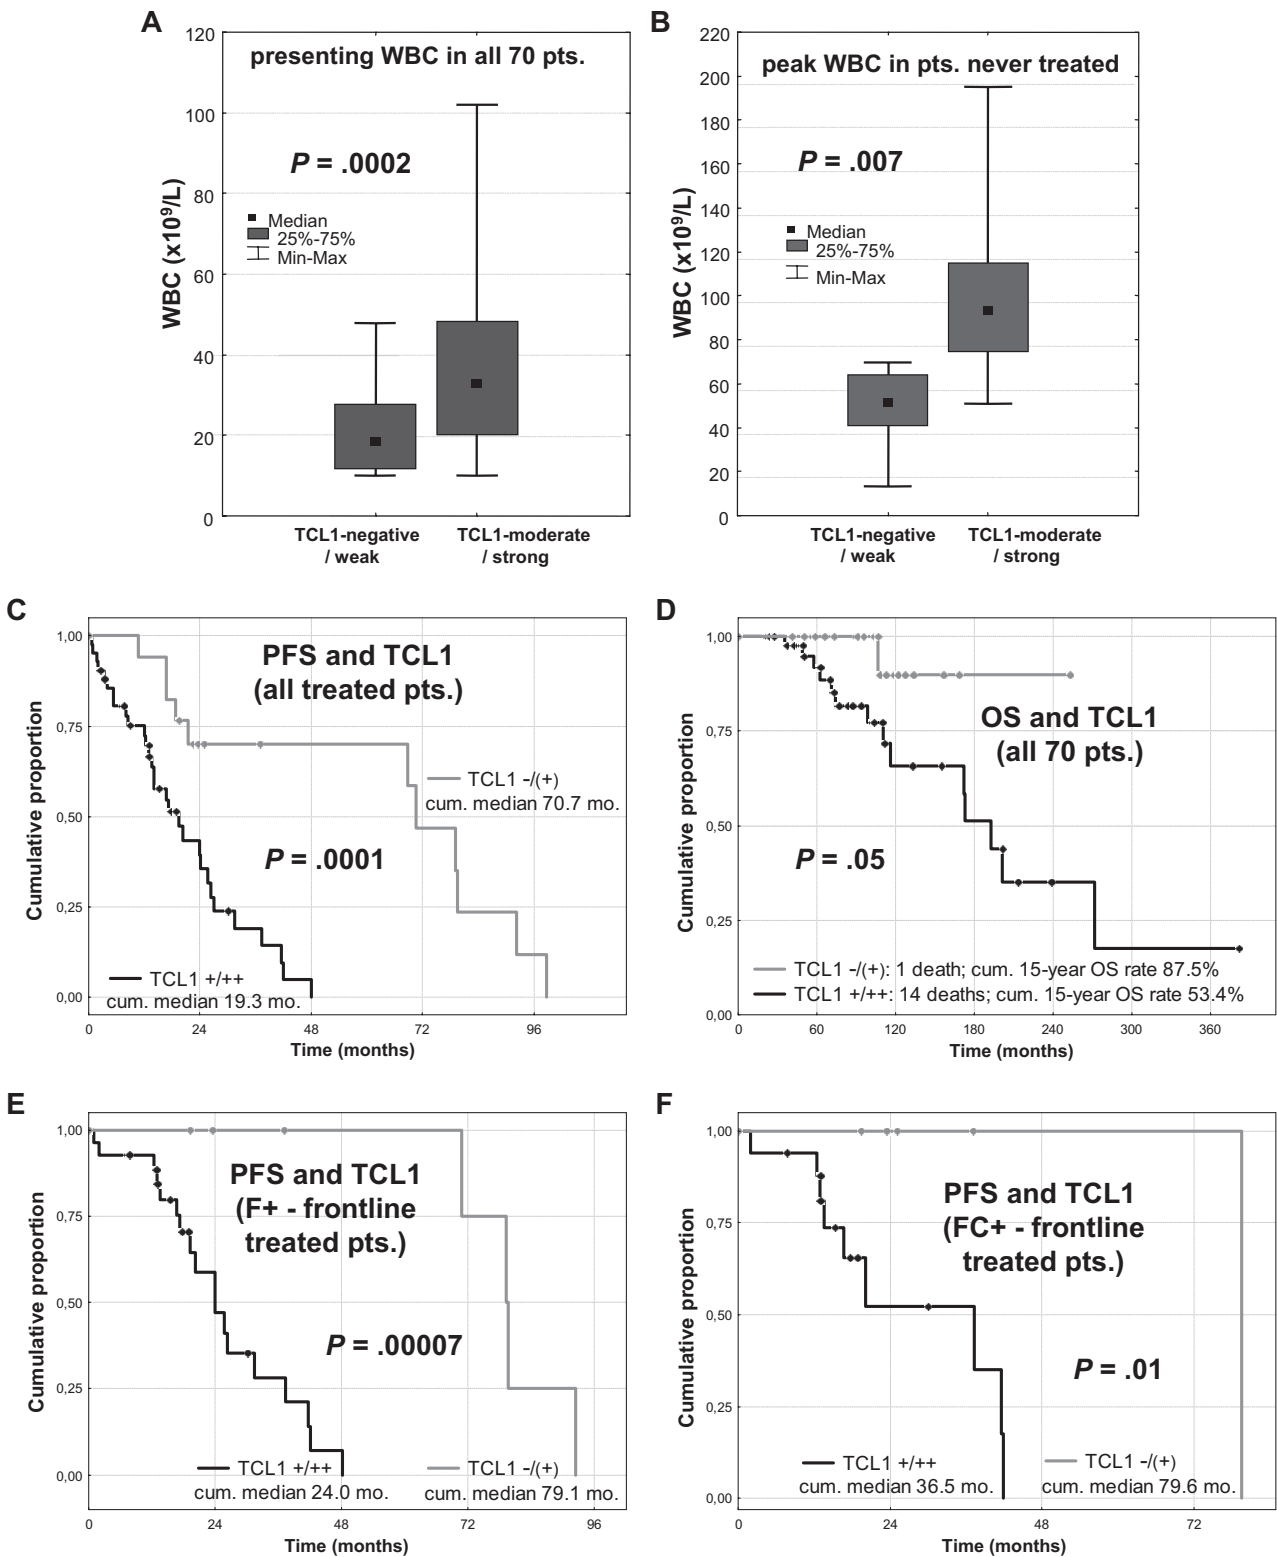 A
120
100
80
60
40
20
0
WBC (x10⁹/L)
presenting WBC in all 70 pts.
P = .0002
Median
25%-75%
Min-Max
TCL1-negative
/ weak
TCL1-moderate
/ strong
B
220
200
180
160
140
120
100
80
60
40
20
0
WBC (x10⁹/L)
peak WBC in pts. never treated
P = .007
Median
25%-75%
Min-Max
TCL1-negative
/ weak
TCL1-moderate
/ strong
C
1,00
0,75
0,50
0,25
0,00
Cumulative proportion
PFS and TCL1
(all treated pts.)
TCL1 -/(+)
cum. median 70.7 mo.
P = .0001
TCL1 +/++
cum. median 19.3 mo.
0 24 48 72 96
Time (months)
D
1,00
0,75
0,50
0,25
0,00
Cumulative proportion
OS and TCL1
(all 70 pts.)
P = .05
TCL1 -/(+): 1 death; cum. 15-year OS rate 87.5%
TCL1 +/++: 14 deaths; cum. 15-year OS rate 53.4%
0 60 120 180 240 300 360
Time (months)
E
1,00
0,75
0,50
0,25
0,00
Cumulative proportion
PFS and TCL1
(F+ - frontline
treated pts.)
P = .00007
TCL1 +/++
cum. median 24.0 mo.
TCL1 -/(+)
cum. median 79.1 mo.
0 24 48 72 96
Time (months)
F
1,00
0,75
0,50
0,25
0,00
Cumulative proportion
PFS and TCL1
(FC+ - frontline
treated pts.)
P = .01
TCL1 +/++
cum. median 36.5 mo.
TCL1 -/(+)
cum. median 79.6 mo.
0 24 48 72
Time (months)